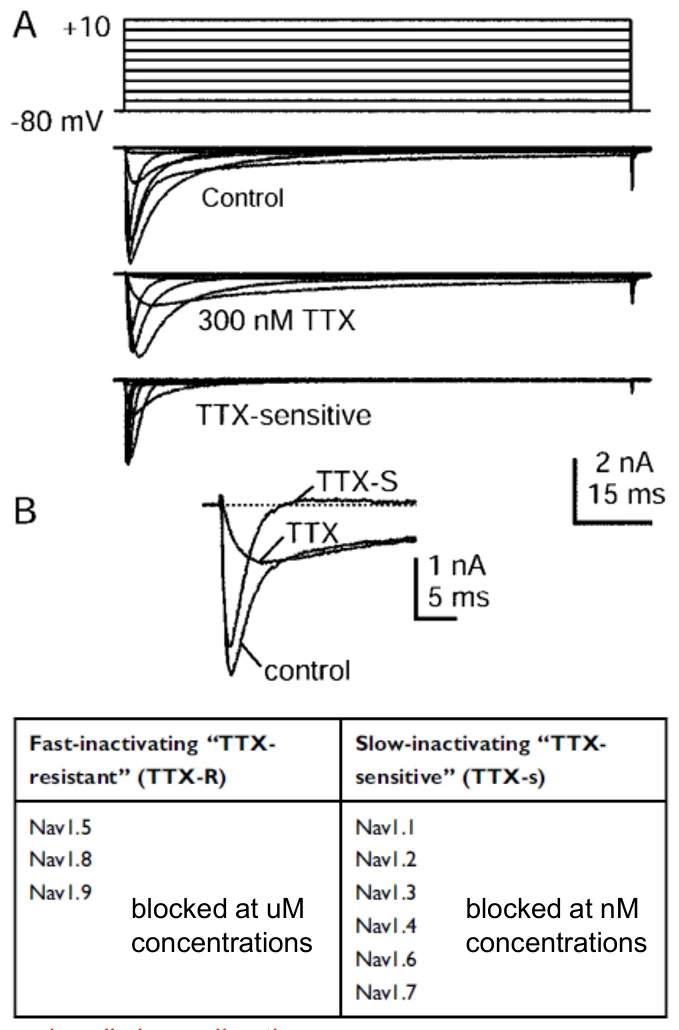 A
+10
-80 mV
Control
300 nM TTX
TTX-sensitive
2 nA
15 ms
B
TTX-S
TTX
1 nA
5 ms
control
Fast-inactivating “TTX-
resistant” (TTX-R)
Slow-inactivating “TTX-
sensitive” (TTX-s)
Nav1.5
Nav1.8
Nav1.9
blocked at uM
concentrations
Nav1.1
Nav1.2
Nav1.3
Nav1.4
Nav1.6
Nav1.7
blocked at nM
concentrations